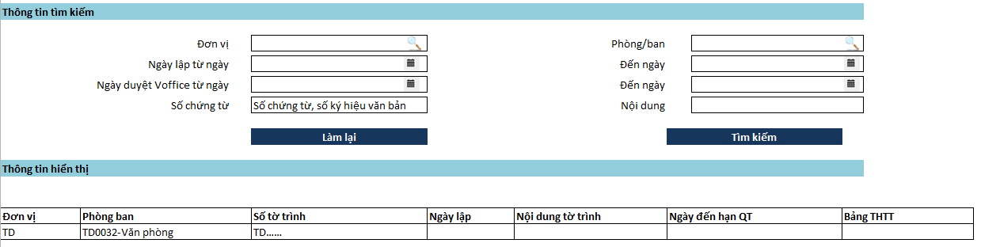 Thông tin tìm kiếm
Đơn vị Phòng/ban
Ngày lập từ ngày Đến ngày
Ngày duyệt Voffice từ ngày Đến ngày
Số chứng từ Số chứng từ, số ký hiệu văn bản Nội dung
Làm lại Tìm kiếm
Thông tin hiển thị
Đơn vị Phòng ban Số tờ trình Ngày lập Nội dung tờ trình Ngày đến hạn QT Bảng THTT
TD TD0032-Văn phòng TD......